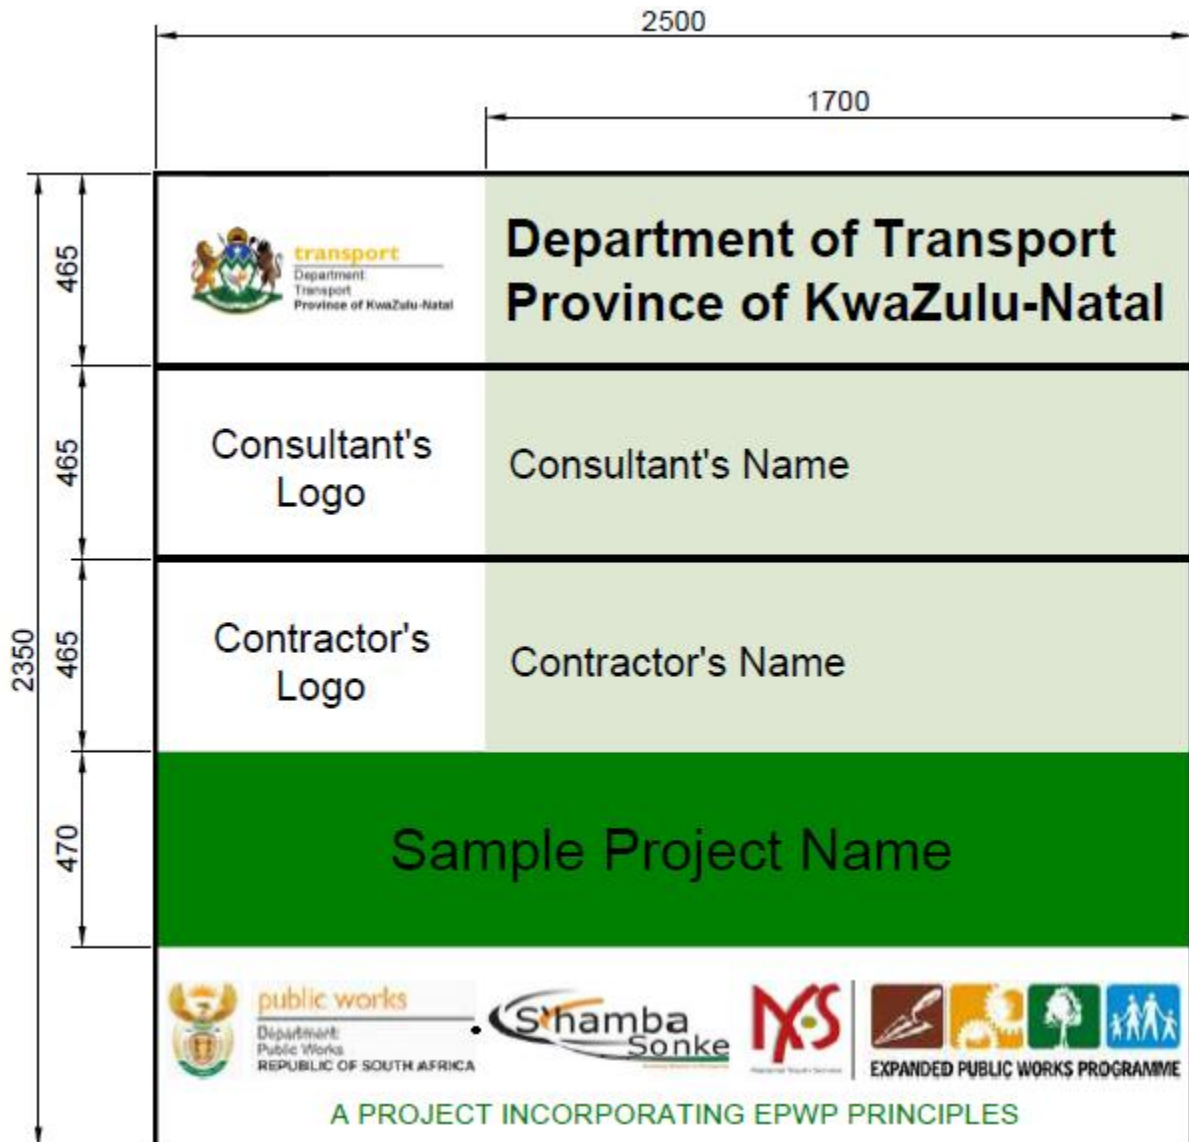 2500
1700
2350
465
transport
Department:
Transport
Province of KwaZulu-Natal
Department of Transport
Province of KwaZulu-Natal
465
Consultant's
Logo
Consultant's Name
465
Contractor's
Logo
Contractor's Name
470
Sample Project Name
public works
Department:
Public Works
REPUBLIC OF SOUTH AFRICA
S'hamba
Sonke
NYS
EXPANDED PUBLIC WORKS PROGRAMME
A PROJECT INCORPORATING EPWP PRINCIPLES